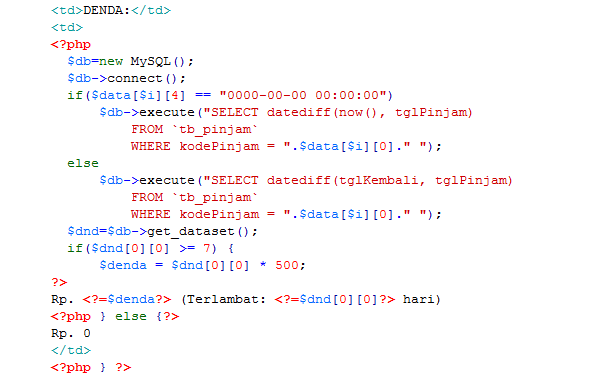 <td>DENDA:</td>
<td>
<?php
$db=new MySQL();
$db->connect();
if($data[$i][4] == "0000-00-00 00:00:00")
$db->execute("SELECT datediff(now(), tglPinjam)
FROM `tb_pinjam`
WHERE kodePinjam = ".$data[$i][0]." ");
else
$db->execute("SELECT datediff(tglKembali, tglPinjam)
FROM `tb_pinjam`
WHERE kodePinjam = ".$data[$i][0]." ");
$dnd=$db->get_dataset();
if($dnd[0][0] >= 7) {
$denda = $dnd[0][0] * 500;
?>
Rp. <?=$denda?> (Terlambat: <?=$dnd[0][0]?> hari)
<?php } else {?>
Rp. 0
</td>
<?php } ?>